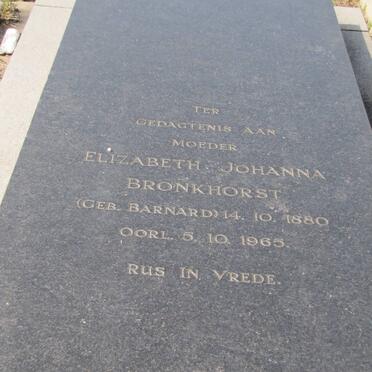 TER
GEDAGTENIS AAN
MOEDER
ELIZABETH JOHANNA
BRONKHORST
(GEB. BARNARD) 14. 10. 1880
OORL. 5. 10. 1965.
RUS IN VREDE.